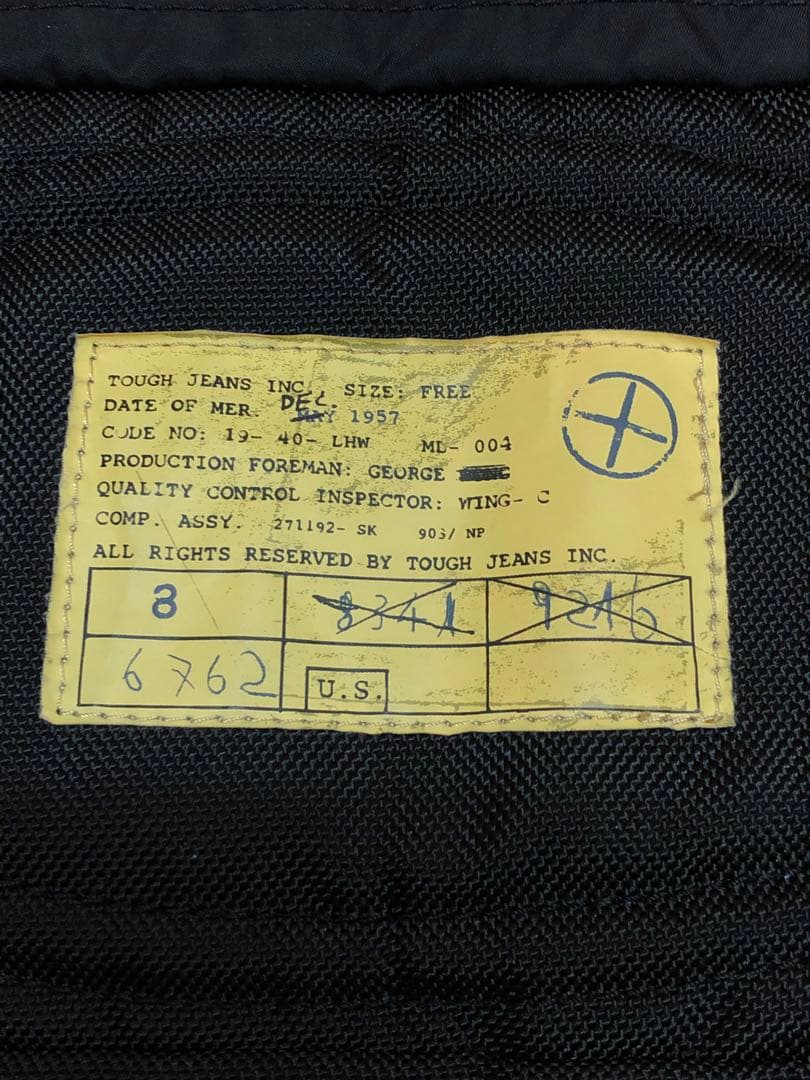 TOUGH JEANS INC. SIZE: FREE
DATE OF MER. DEC. MAY 1957
CODE NO: 19- 40- LHW ML- 004
PRODUCTION FOREMAN: GEORGE
QUALITY CONTROL INSPECTOR: WING- C
COMP. ASSY. 271192- SK 903/ NP
ALL RIGHTS RESERVED BY TOUGH JEANS INC.
8 8341 9216
6762 U.S.